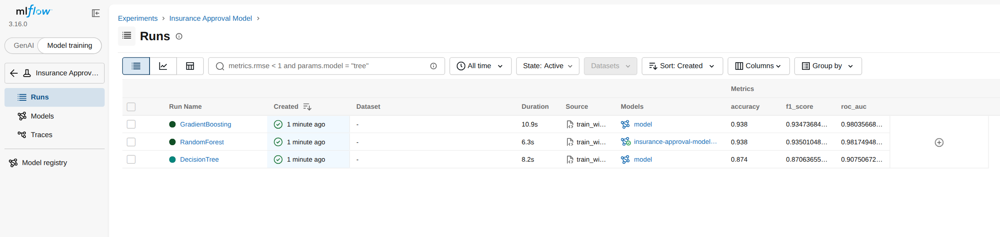 mlflow
3.16.0
GenAI Model training
Insurance Approv…
Runs
Models
Traces
Model registry
Experiments > Insurance Approval Model >
Runs
metrics.rmse < 1 and params.model = "tree" All time State: Active Datasets Sort: Created Columns Group by
Metrics
Run Name Created Dataset Duration Source Models accuracy f1_score roc_auc
GradientBoosting 1 minute ago - 10.9s train_wi… model 0.938 0.93473684… 0.98035668…
RandomForest 1 minute ago - 6.3s train_wi… insurance-approval-model… 0.938 0.93501048… 0.98174948…
DecisionTree 1 minute ago - 8.2s train_wi… model 0.874 0.87063655… 0.90750672…